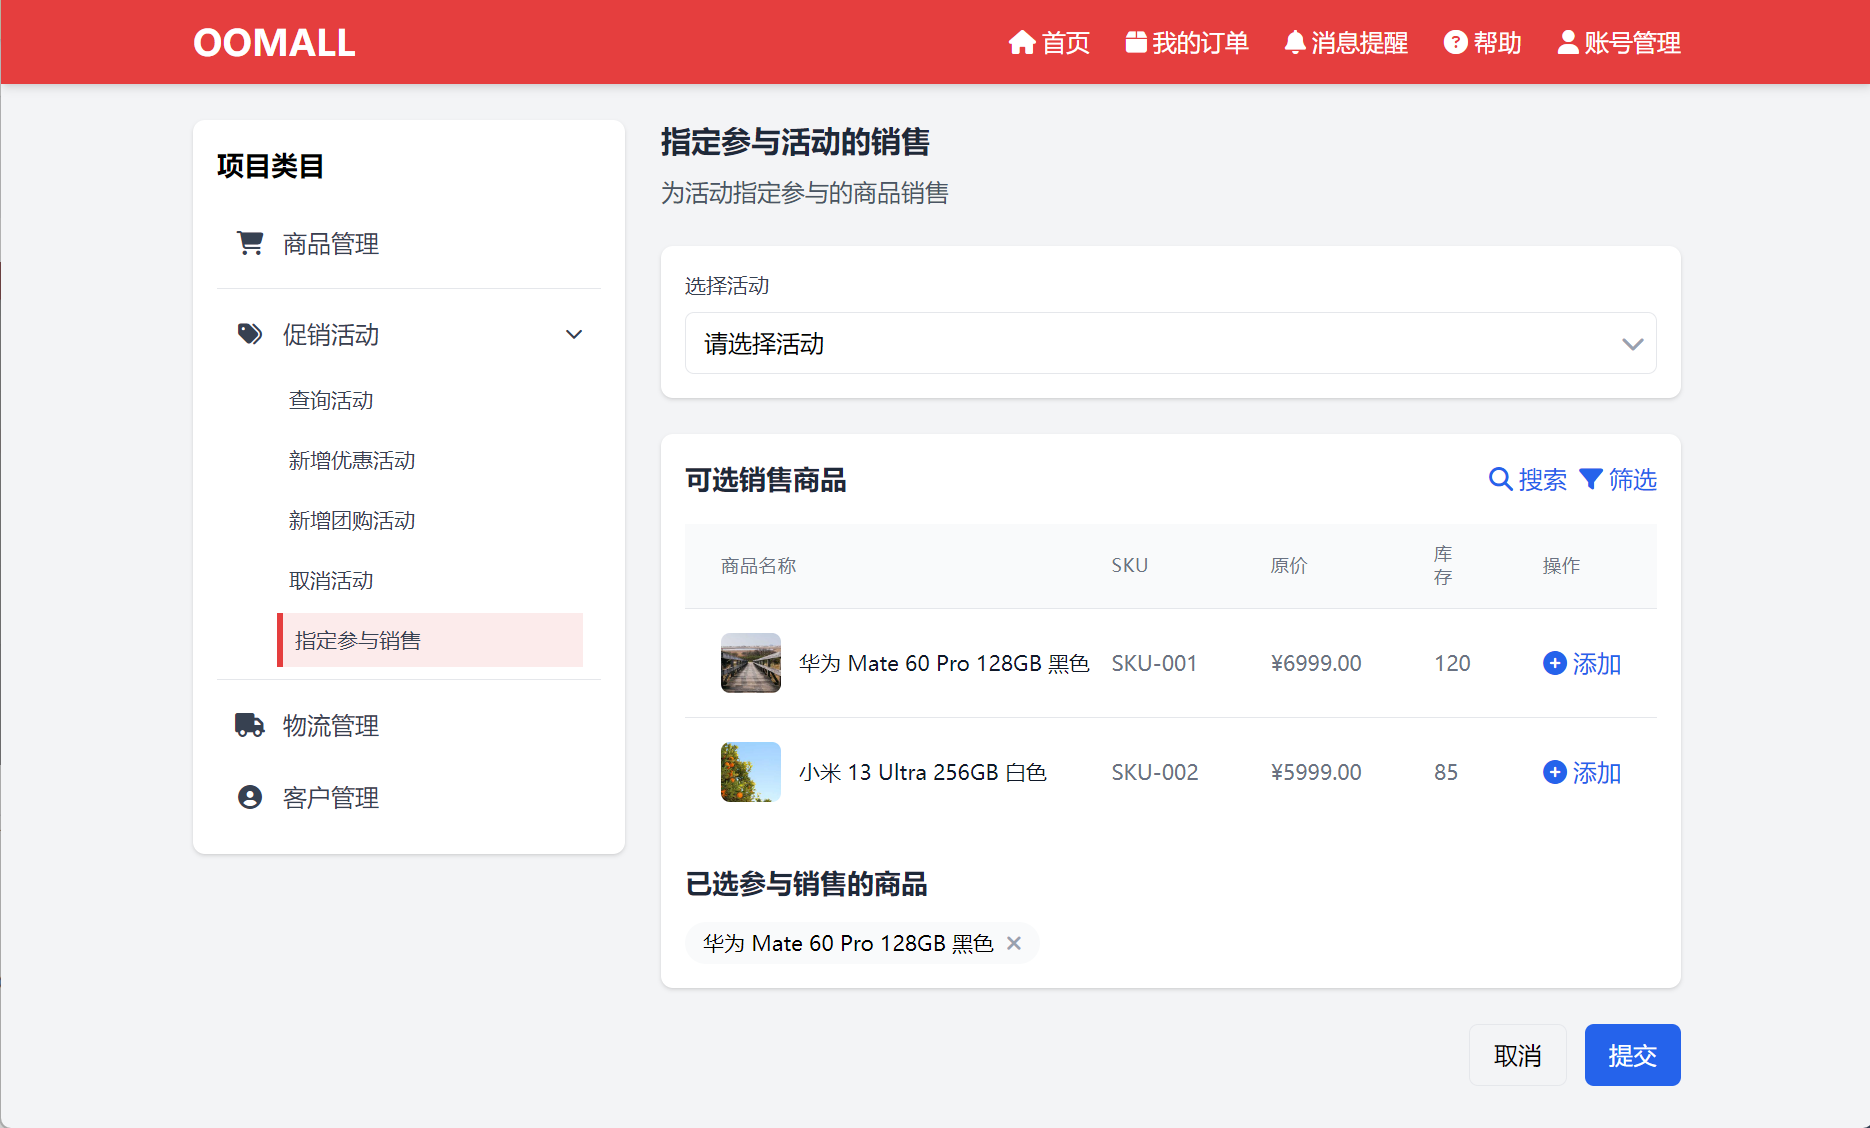 OOMALL
首页 我的订单 消息提醒 帮助 账号管理
项目类目
商品管理
促销活动
查询活动
新增优惠活动
新增团购活动
取消活动
指定参与销售
物流管理
客户管理
指定参与活动的销售
为活动指定参与的商品销售
选择活动
请选择活动
可选销售商品 搜索 筛选
商品名称 SKU 原价 库存 操作
华为 Mate 60 Pro 128GB 黑色 SKU-001 ¥6999.00 120 添加
小米 13 Ultra 256GB 白色 SKU-002 ¥5999.00 85 添加
已选参与销售的商品
华为 Mate 60 Pro 128GB 黑色
取消 提交